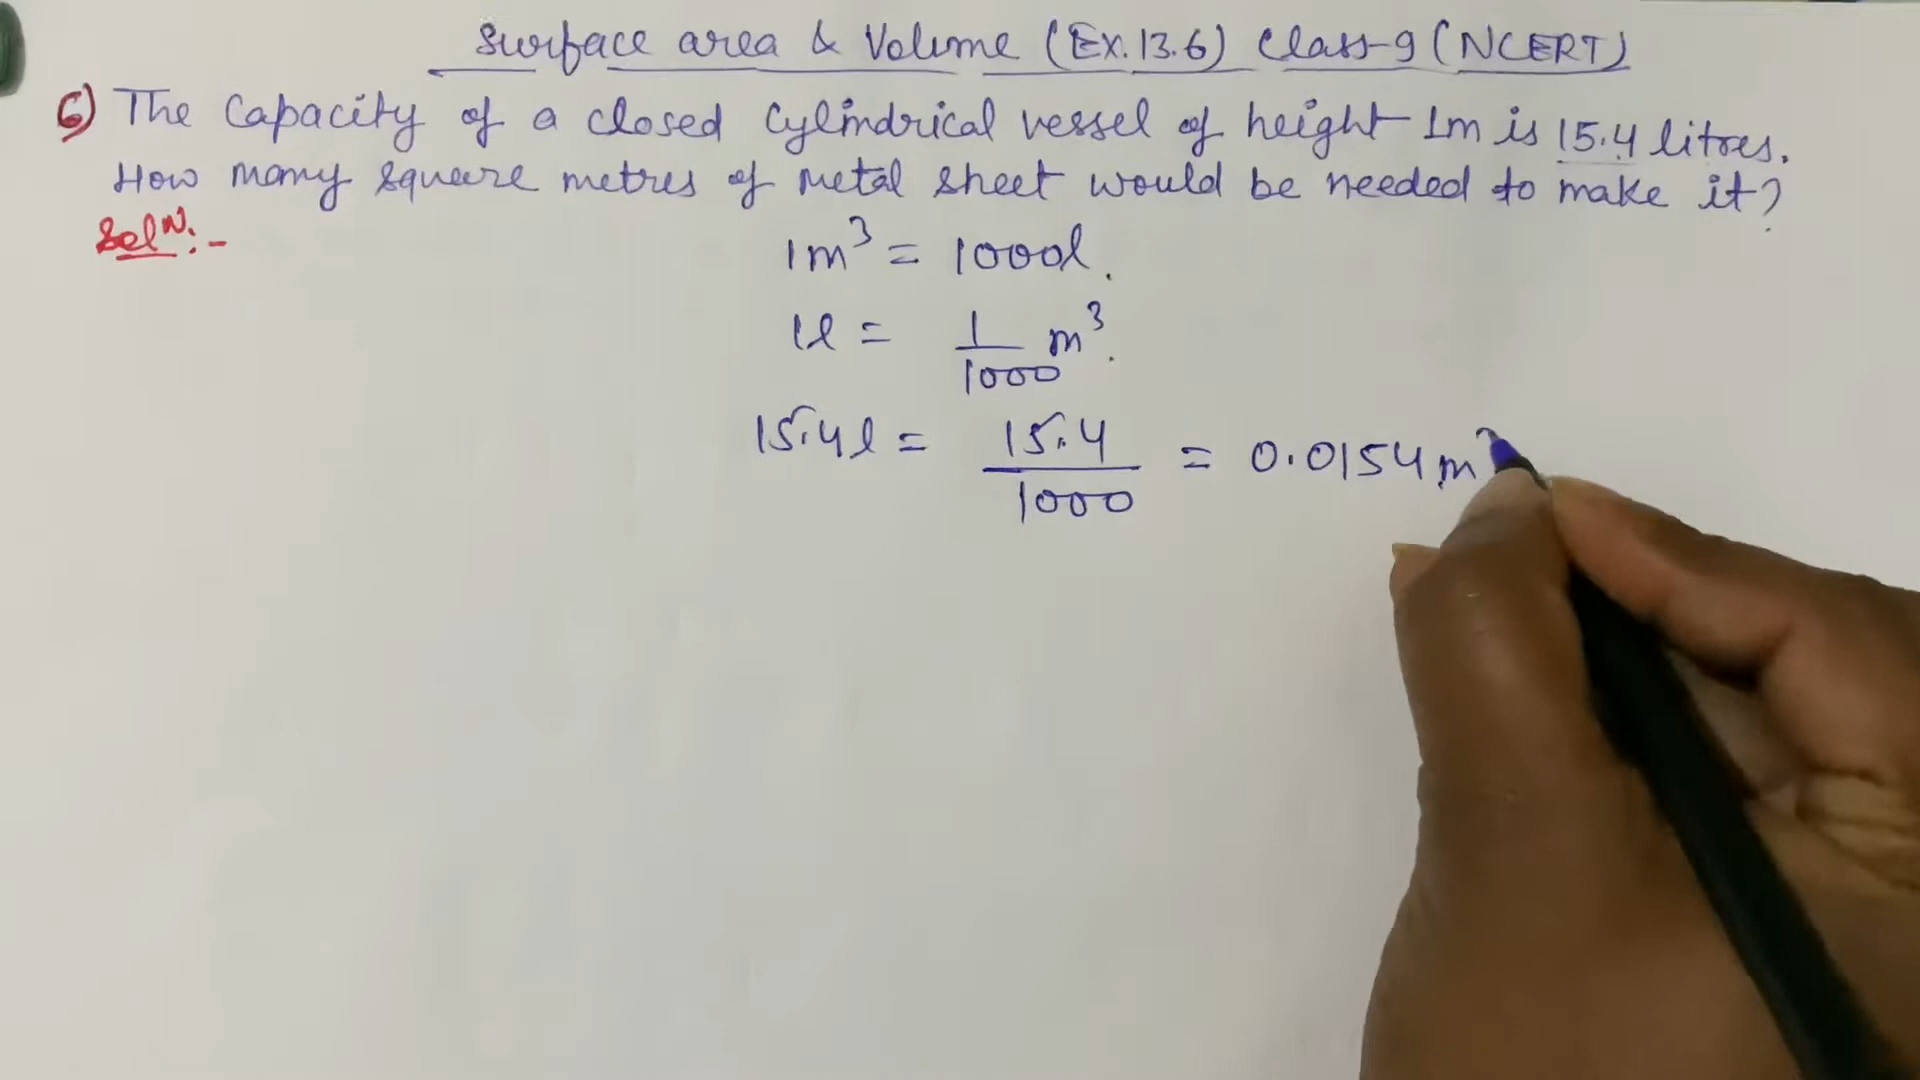 Surface area & Volume (Ex.13.6) Class-9 (NCERT)
6) The Capacity of a closed Cylindrical vessel of height 1m is 15.4 litres.
How many square metres of metal sheet would be needed to make it?
Solⁿ:-
1m³ = 1000l.
1l = 1/1000 m³.
15.4l = 15.4/1000 = 0.0154m